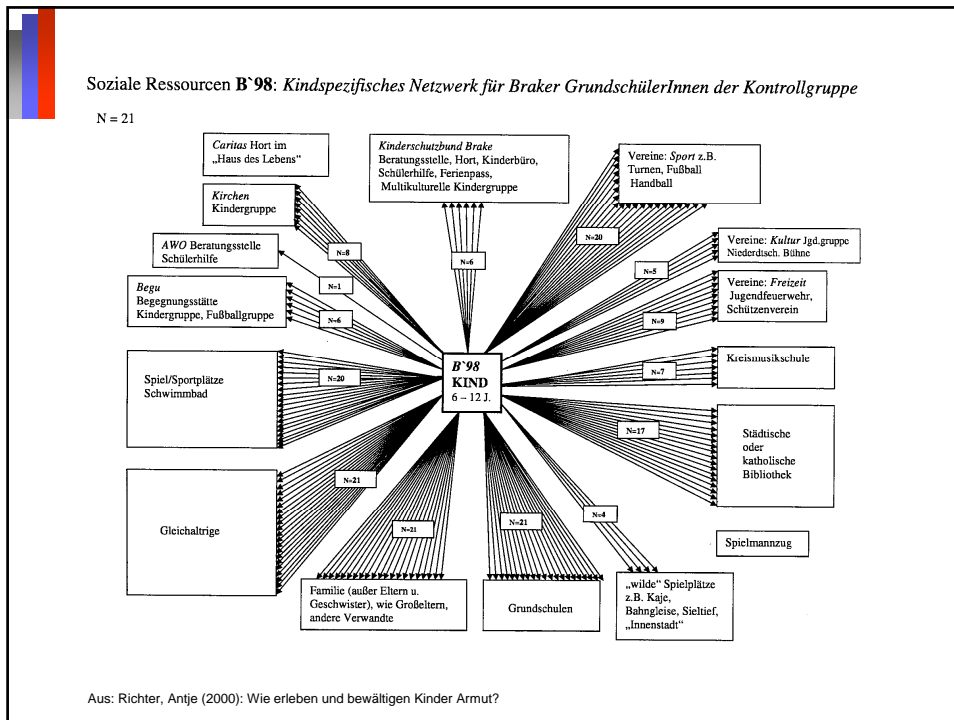 Soziale Ressourcen B`98: Kindspezifisches Netzwerk für Braker GrundschülerInnen der Kontrollgruppe
N = 21
Caritas Hort im
„Haus des Lebens“
Kinderschutzbund Brake
Beratungsstelle, Hort, Kinderbüro,
Schülerhilfe, Ferienpass,
Multikulturelle Kindergruppe
Vereine: Sport z.B.
Turnen, Fußball
Handball
Kirchen
Kindergruppe
AWO Beratungsstelle
Schülerhilfe
Begu
Begegnungsstätte
Kindergruppe, Fußballgruppe
Vereine: Kultur Jgd.gruppe
Niederdtsch. Bühne
Vereine: Freizeit
Jugendfeuerwehr,
Schützenverein
N=8
N=6
N=20
N=5
N=1
N=6
N=9
Spiel/Sportplätze
Schwimmbad
N=20
B`98
KIND
6 – 12 J.
N=7
Kreismusikschule
N=17
Städtische
oder
katholische
Bibliothek
Gleichaltrige
N=21
N=21
N=21
N=4
Spielmannzug
Familie (außer Eltern u.
Geschwister), wie Großeltern,
andere Verwandte
Grundschulen
„wilde“ Spielplätze
z.B. Kaje,
Bahngleise, Sieltief,
„Innenstadt“
Aus: Richter, Antje (2000): Wie erleben und bewältigen Kinder Armut?